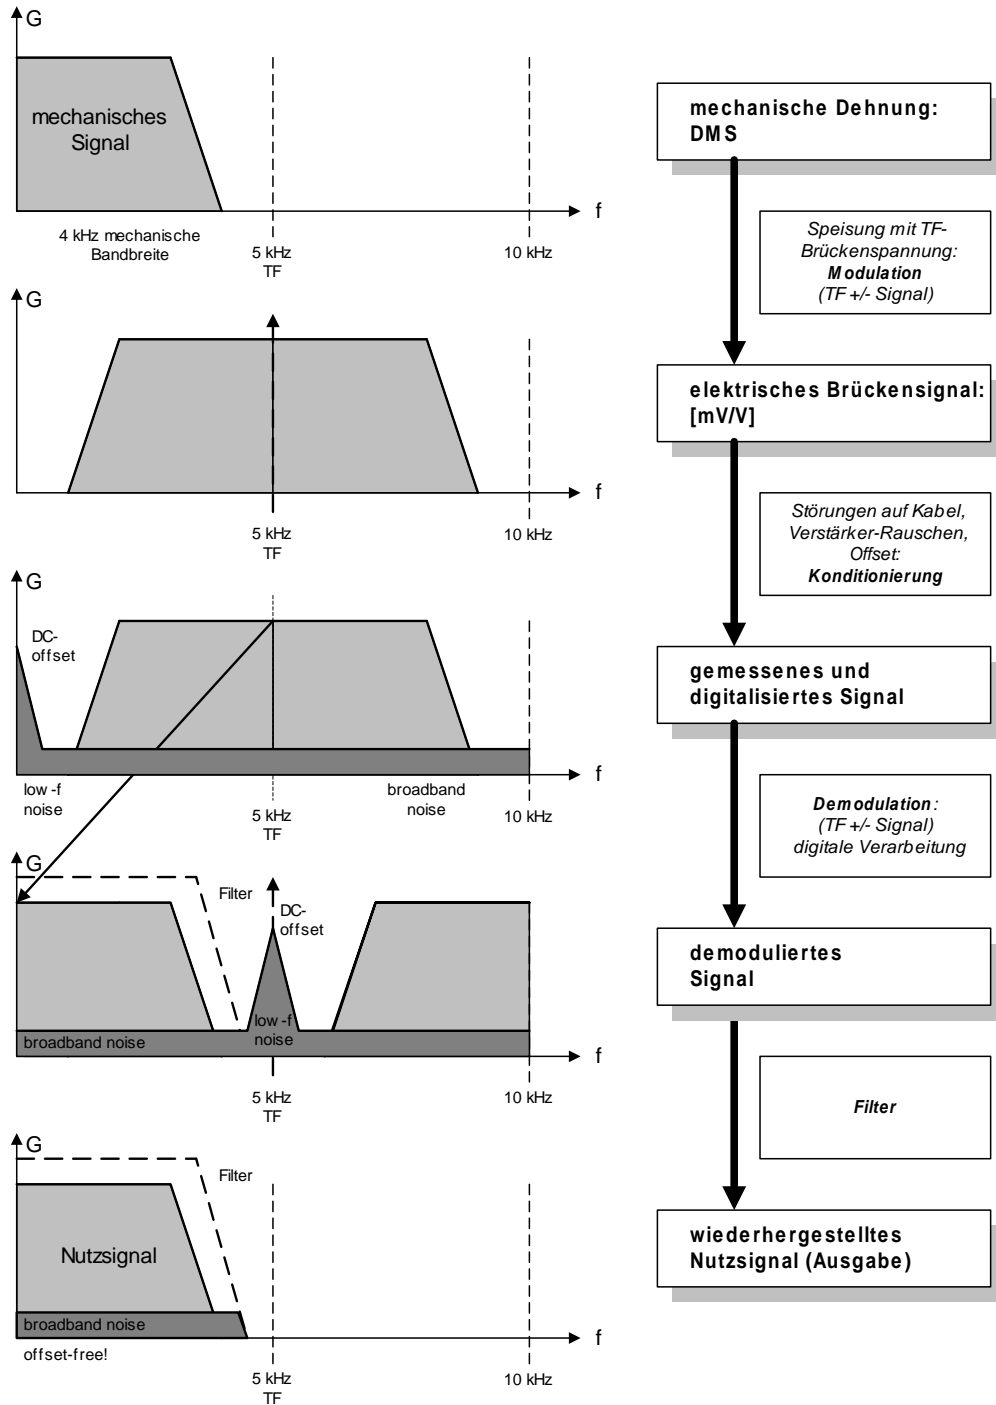 G
mechanisches
Signal
f
4 kHz mechanische
Bandbreite
5 kHz
TF
10 kHz
mechanische Dehnung:
DMS
Speisung mit TF-
Brückenspannung:
Modulation
(TF +/- Signal)
G
f
5 kHz
TF
10 kHz
elektrisches Brückensignal:
[mV/V]
Störungen auf Kabel,
Verstärker-Rauschen,
Offset:
Konditionierung
G
DC-
offset
f
low-f
noise
5 kHz
TF
broadband
noise
10 kHz
gemessenes und
digitalisiertes Signal
Demodulation:
(TF +/- Signal)
digitale Verarbeitung
G
Filter
DC-
offset
low-f
noise
broadband noise
f
5 kHz
TF
10 kHz
demoduliertes
Signal
Filter
G
Filter
Nutzsignal
broadband noise
f
offset-free!
5 kHz
TF
10 kHz
wiederhergestelltes
Nutzsignal (Ausgabe)